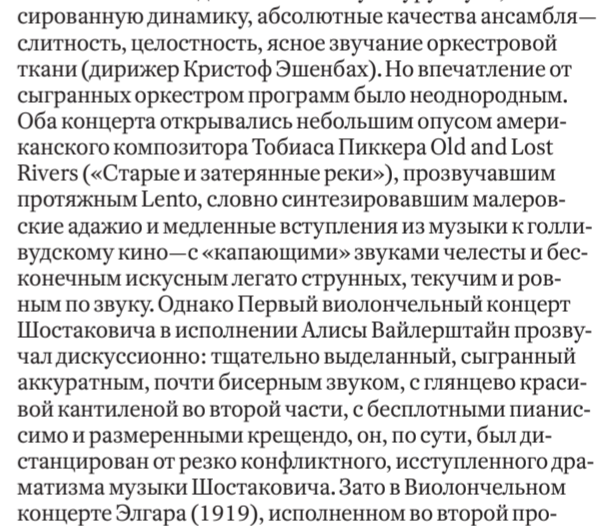 сированную динамику, абсолютные качества ансамбля—
слитность, целостность, ясное звучание оркестровой
ткани (дирижер Кристоф Эшенбах). Но впечатление от
сыгранных оркестром программ было неоднородным.
Оба концерта открывались небольшим опусом амери-
канского композитора Тобиаса Пиккера Old and Lost
Rivers («Старые и затерянные реки»), прозвучавшим
протяжным Lento, словно синтезировавшим малеров-
ские адажио и медленные вступления из музыки к голли-
вудскому кино—с «капающими» звуками челесты и бес-
конечным искусным легато струнных, текучим и ров-
ным по звуку. Однако Первый виолончельный концерт
Шостаковича в исполнении Алисы Вайлерштайн прозву-
чал дискуссионно: тщательно выделанный, сыгранный
аккуратным, почти бисерным звуком, с глянцево краси-
вой кантиленой во второй части, с бесплотными пианис-
симо и размеренными крещендо, он, по сути, был ди-
станцирован от резко конфликтного, исступленного дра-
матизма музыки Шостаковича. Зато в Виолончельном
концерте Элгара (1919), исполненном во второй про-